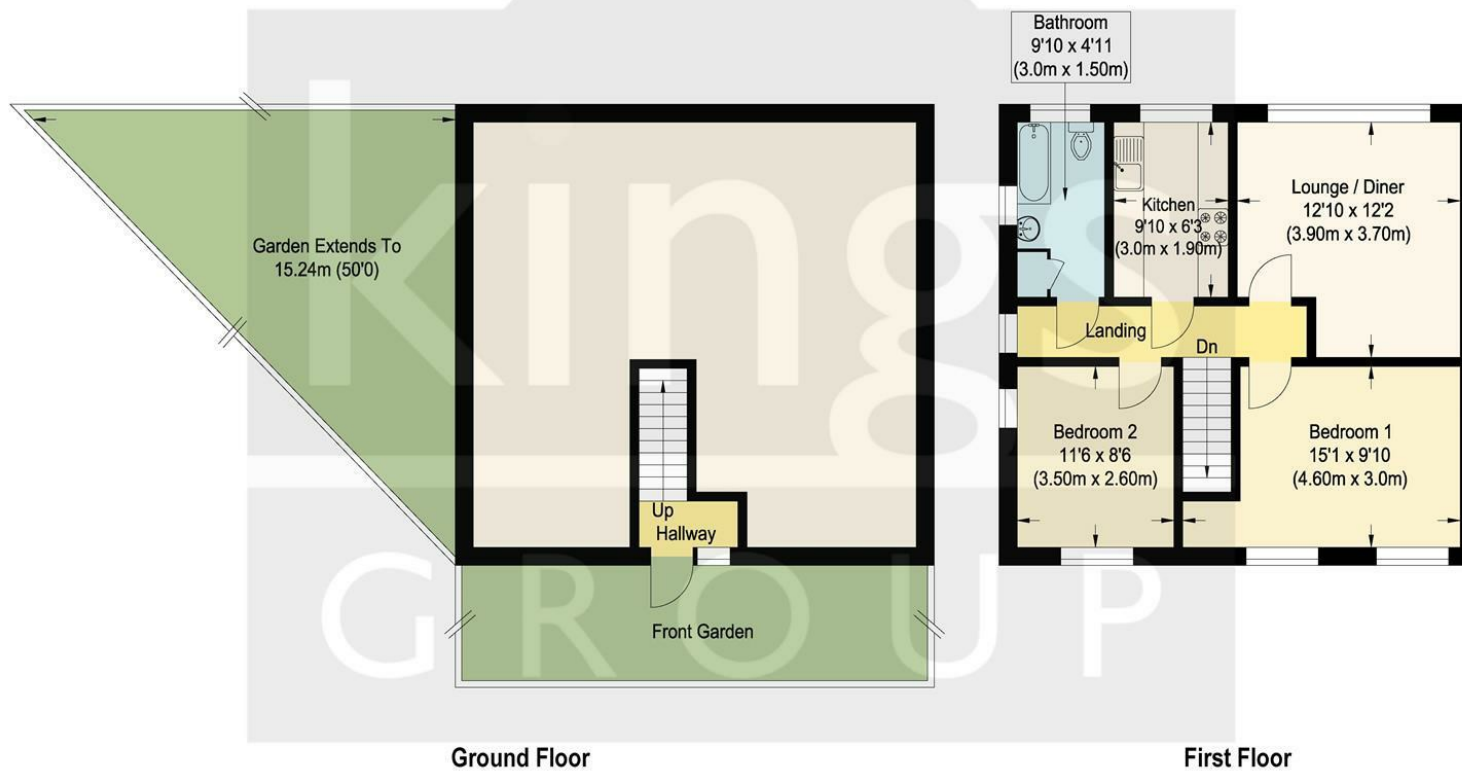 Bathroom
9'10 x 4'11
(3.0m x 1.50m)
Garden Extends To
15.24m (50'0)
Kitchen
9'10 x 6'3
(3.0m x 1.90m)
Lounge / Diner
12'10 x 12'2
(3.90m x 3.70m)
Landing
Dn
Bedroom 2
11'6 x 8'6
(3.50m x 2.60m)
Bedroom 1
15'1 x 9'10
(4.60m x 3.0m)
Up
Hallway
Front Garden
kings
GROUP
Ground Floor
First Floor